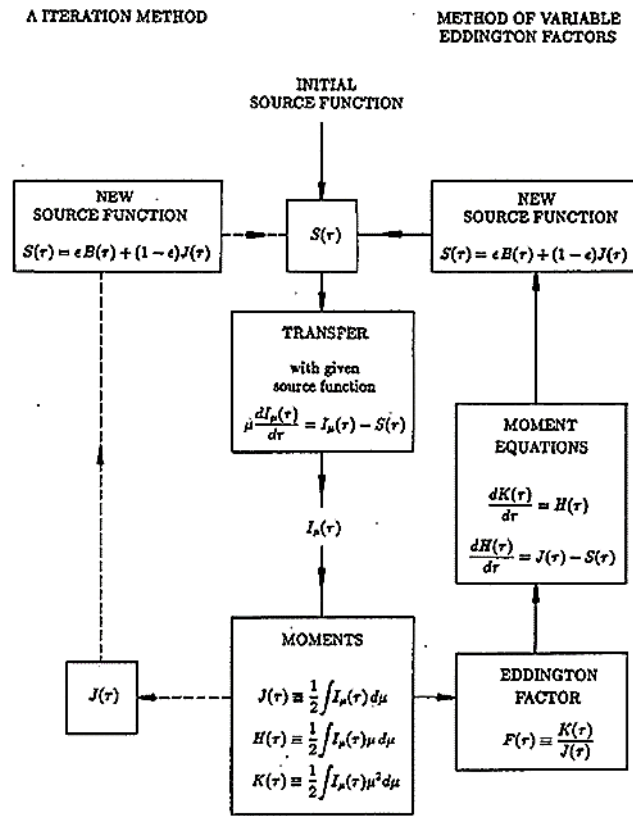 Λ ITERATION METHOD
METHOD OF VARIABLE
EDDINGTON FACTORS
INITIAL
SOURCE FUNCTION
NEW
SOURCE FUNCTION
S(τ) = εB(τ) + (1 − ε)J(τ)
S(τ)
NEW
SOURCE FUNCTION
S(τ) = εB(τ) + (1 − ε)J(τ)
TRANSFER
with given
source function
μ dI_μ(τ)/dτ = I_μ(τ) − S(τ)
MOMENT
EQUATIONS
dK(τ)/dτ = H(τ)
dH(τ)/dτ = J(τ) − S(τ)
I_μ(τ)
J(τ)
MOMENTS
J(τ) ≡ 1/2 ∫ I_μ(τ) dμ
H(τ) ≡ 1/2 ∫ I_μ(τ)μ dμ
K(τ) ≡ 1/2 ∫ I_μ(τ)μ² dμ
EDDINGTON
FACTOR
F(τ) ≡ K(τ)/J(τ)